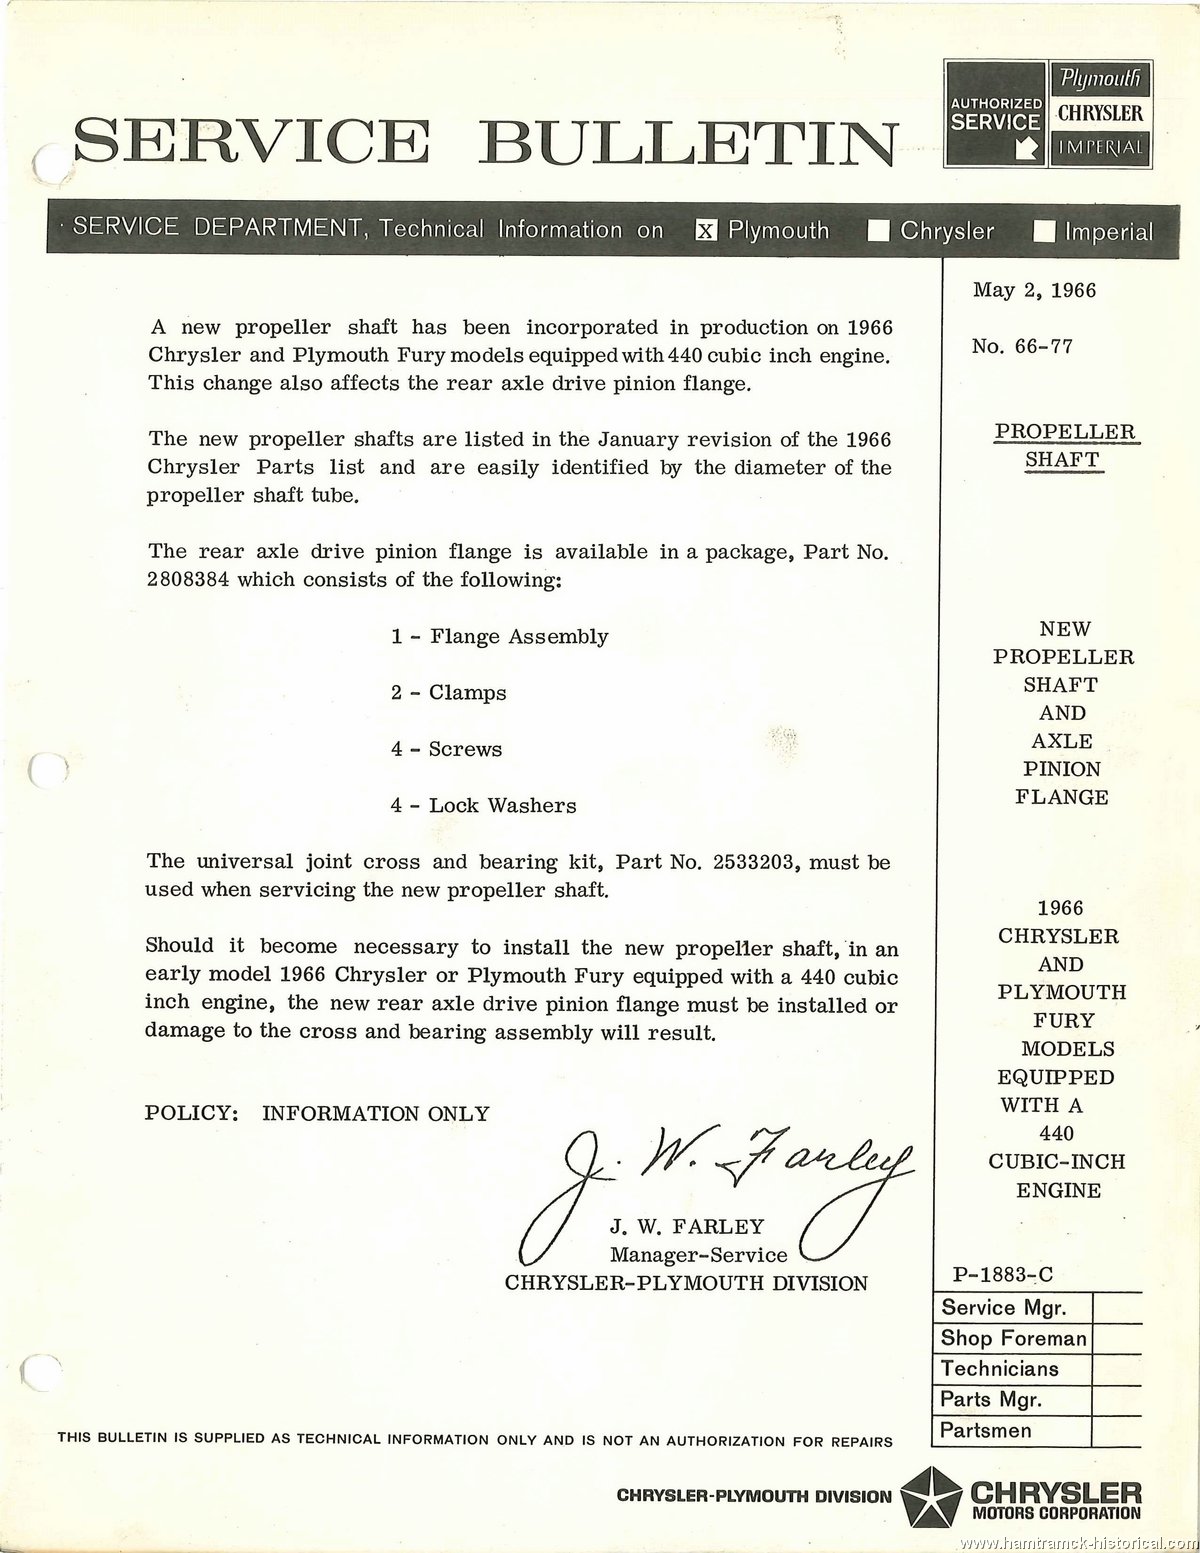 SERVICE BULLETIN
AUTHORIZED
SERVICE
Plymouth
CHRYSLER
IMPERIAL
SERVICE DEPARTMENT, Technical Information on X Plymouth Chrysler Imperial
May 2, 1966
No. 66-77
PROPELLER
SHAFT
NEW
PROPELLER
SHAFT
AND
AXLE
PINION
FLANGE
1966
CHRYSLER
AND
PLYMOUTH
FURY
MODELS
EQUIPPED
WITH A
440
CUBIC-INCH
ENGINE
A new propeller shaft has been incorporated in production on 1966
Chrysler and Plymouth Fury models equipped with 440 cubic inch engine.
This change also affects the rear axle drive pinion flange.
The new propeller shafts are listed in the January revision of the 1966
Chrysler Parts list and are easily identified by the diameter of the
propeller shaft tube.
The rear axle drive pinion flange is available in a package, Part No.
2808384 which consists of the following:
1 - Flange Assembly
2 - Clamps
4 - Screws
4 - Lock Washers
The universal joint cross and bearing kit, Part No. 2533203, must be
used when servicing the new propeller shaft.
Should it become necessary to install the new propeller shaft, in an
early model 1966 Chrysler or Plymouth Fury equipped with a 440 cubic
inch engine, the new rear axle drive pinion flange must be installed or
damage to the cross and bearing assembly will result.
POLICY: INFORMATION ONLY
J. W. Farley
J. W. FARLEY
Manager-Service
CHRYSLER-PLYMOUTH DIVISION
P-1883-C
Service Mgr.
Shop Foreman
Technicians
Parts Mgr.
Partsmen
THIS BULLETIN IS SUPPLIED AS TECHNICAL INFORMATION ONLY AND IS NOT AN AUTHORIZATION FOR REPAIRS
CHRYSLER-PLYMOUTH DIVISION
CHRYSLER
MOTORS CORPORATION
www.hamtramck-historical.com